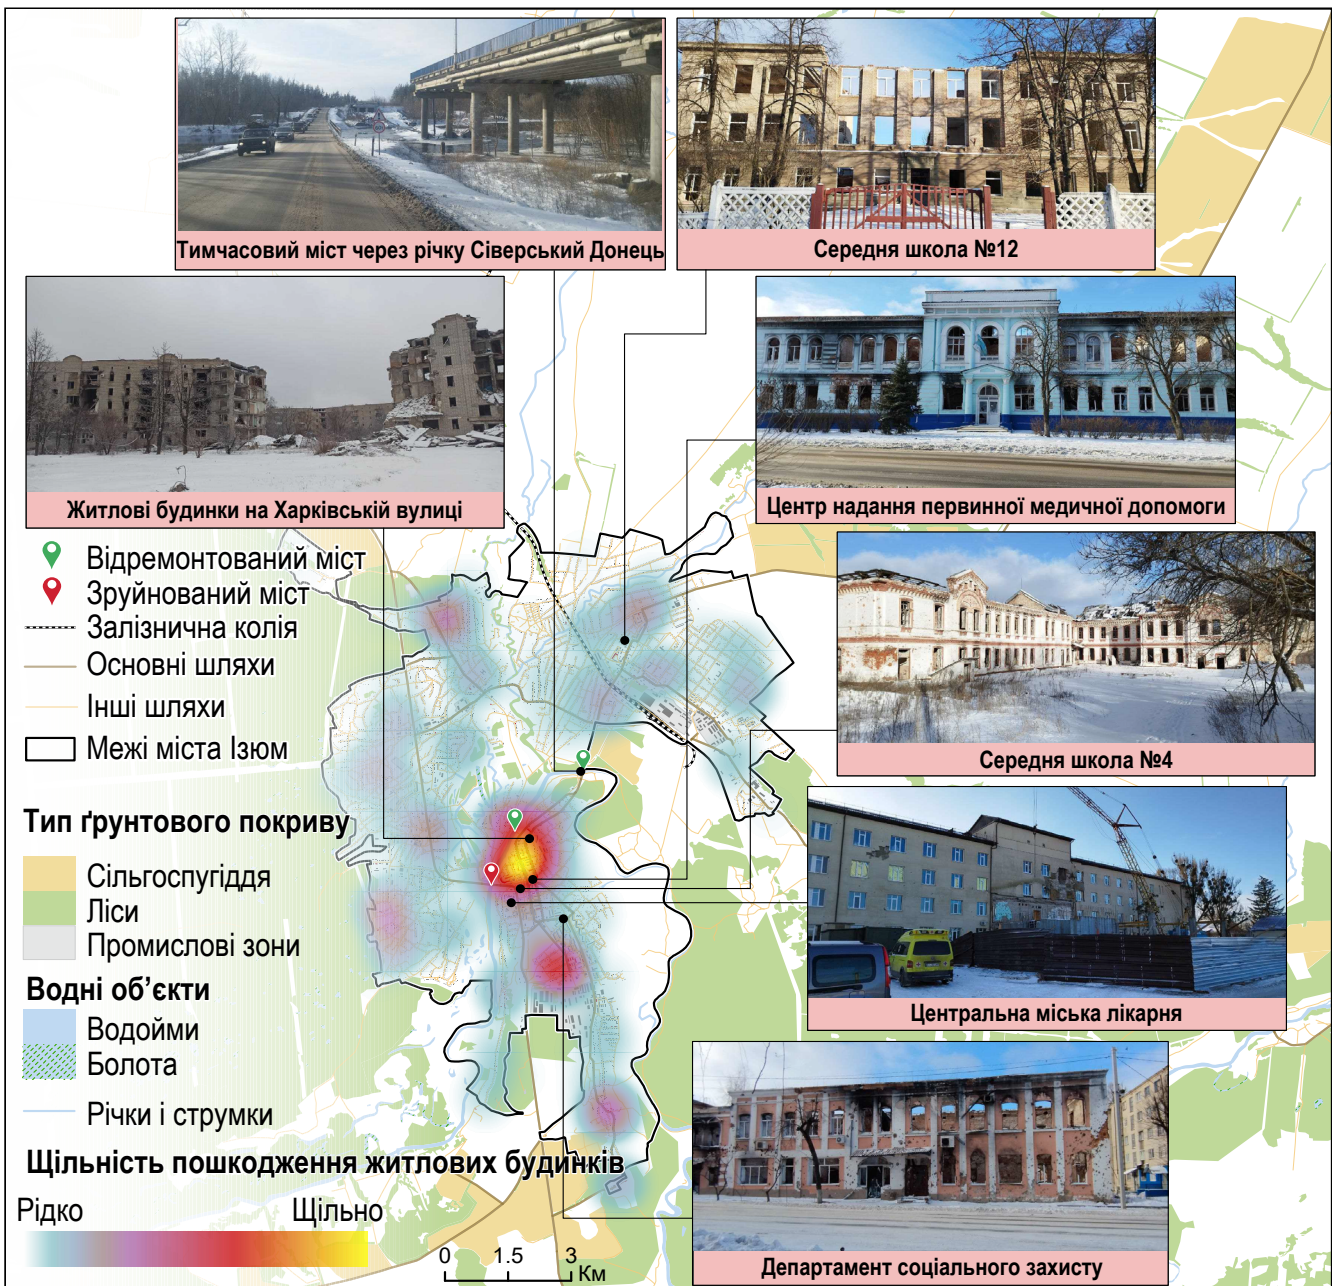 Тимчасовий міст через річку Сіверський Донець
Середня школа №12
Житлові будинки на Харківській вулиці
Центр надання первинної медичної допомоги
Відремонтований міст
Зруйнований міст
Залізнична колія
Основні шляхи
Інші шляхи
Межі міста Ізюм
Середня школа №4
Тип ґрунтового покриву
Сільгоспугіддя
Ліси
Промислові зони
Водні об’єкти
Водойми
Болота
Річки і струмки
Центральна міська лікарня
Щільність пошкодження житлових будинків
Рідко Щільно
0 1.5 3
Км
Департамент соціального захисту